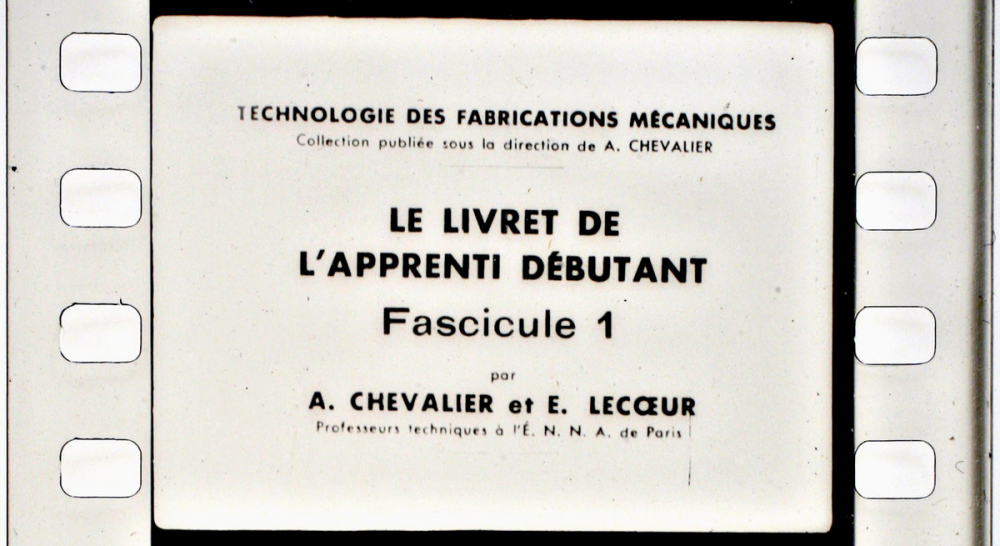 TECHNOLOGIE DES FABRICATIONS MÉCANIQUES
Collection publiée sous la direction de A. CHEVALIER
LE LIVRET DE
L'APPRENTI DÉBUTANT
Fascicule 1
par
A. CHEVALIER et E. LECŒUR
Professeurs techniques à l'É. N. N. A. de Paris